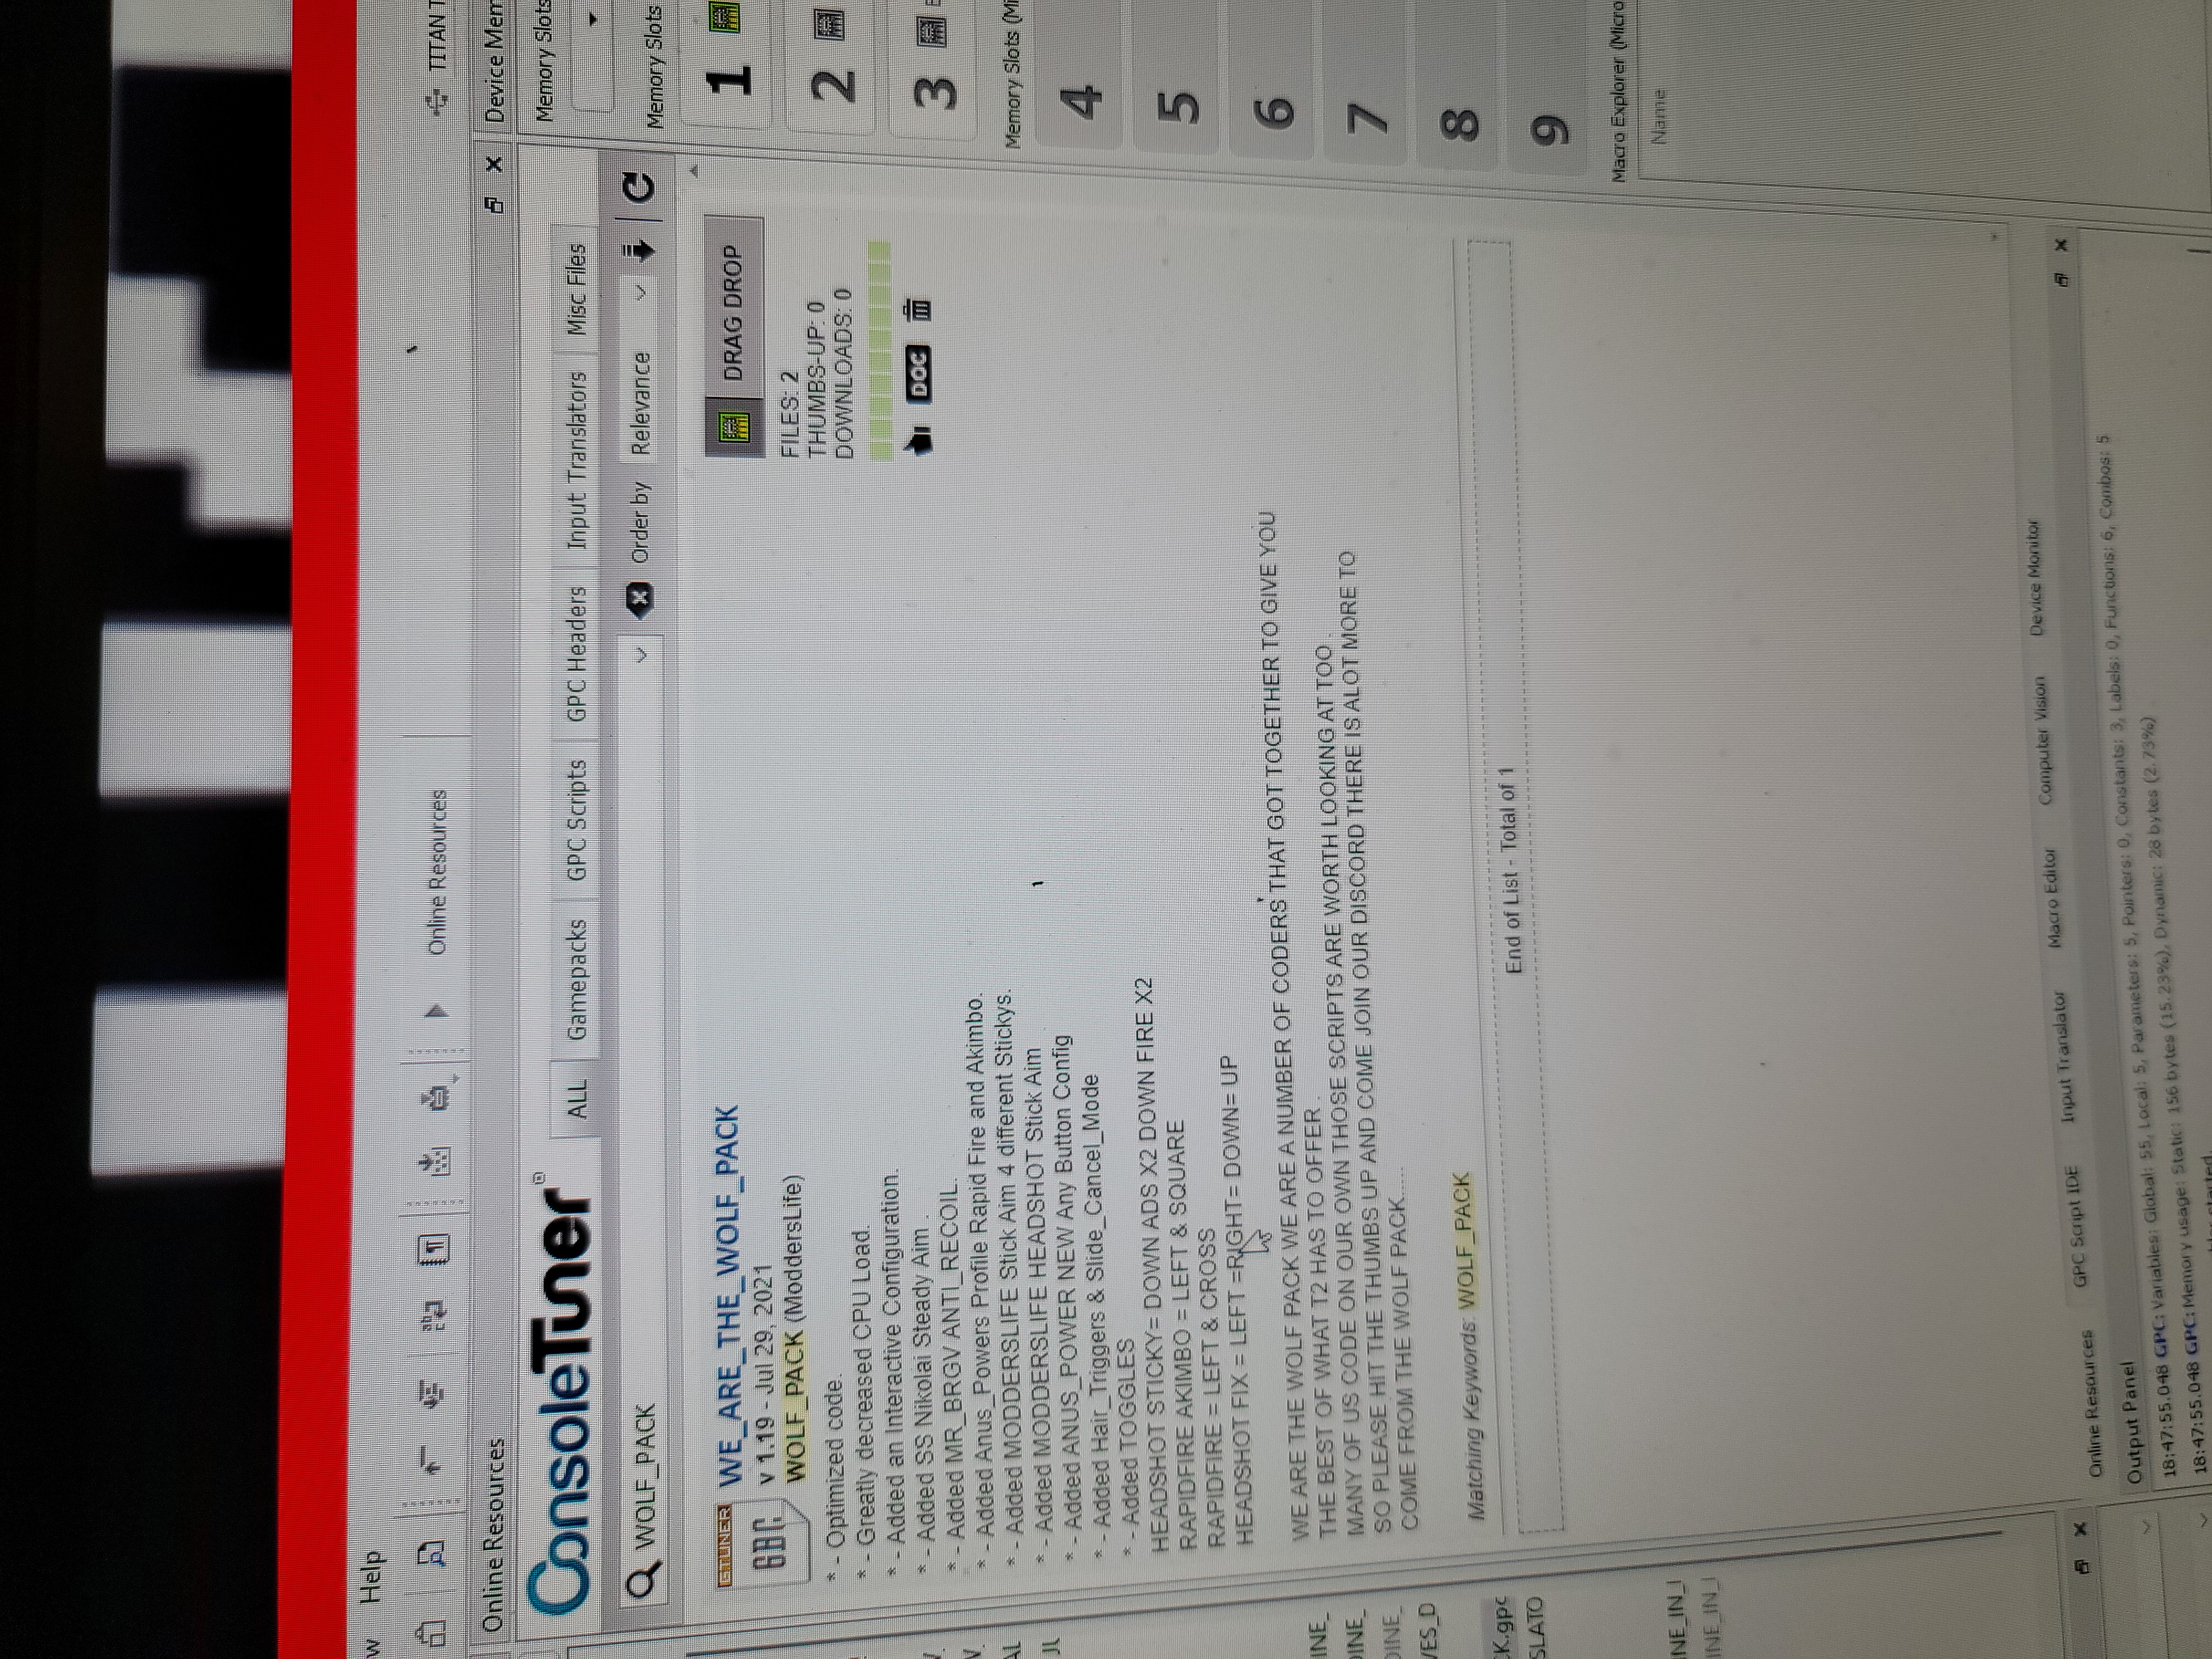 Help
Online Resources
TITAN T
Online Resources
Device Mem
ConsoleTuner®
ALL
Gamepacks
GPC Scripts
GPC Headers
Input Translators
Misc Files
Memory Slots
WOLF_PACK
Order by
Relevance
Memory Slots
GTUNER
GBC
WE_ARE_THE_WOLF_PACK
v 1.19 - Jul 29, 2021
WOLF_PACK (ModdersLife)
DRAG DROP
FILES: 2
THUMBS-UP: 0
DOWNLOADS: 0
DOC
* - Optimized code.
* - Greatly decreased CPU Load.
* - Added an Interactive Configuration.
* - Added SS Nikolai Steady Aim .
* - Added MR_BRGV ANTI_RECOIL.
* - Added Anus_Powers Profile Rapid Fire and Akimbo.
* - Added MODDERSLIFE Stick Aim 4 different Stickys.
* - Added MODDERSLIFE HEADSHOT Stick Aim
* - Added ANUS_POWER NEW Any Button Config
* - Added Hair_Triggers & Slide_Cancel_Mode
* - Added TOGGLES
HEADSHOT STICKY= DOWN ADS X2 DOWN FIRE X2
RAPIDFIRE AKIMBO = LEFT & SQUARE
RAPIDFIRE = LEFT & CROSS
HEADSHOT FIX = LEFT =RIGHT= DOWN= UP
WE ARE THE WOLF PACK WE ARE A NUMBER OF CODERS THAT GOT TOGETHER TO GIVE YOU
THE BEST OF WHAT T2 HAS TO OFFER .
MANY OF US CODE ON OUR OWN THOSE SCRIPTS ARE WORTH LOOKING AT TOO .
SO PLEASE HIT THE THUMBS UP AND COME JOIN OUR DISCORD THERE IS ALOT MORE TO
COME FROM THE WOLF PACK.....
Matching Keywords: WOLF_PACK
End of List - Total of 1
1
2
3
Memory Slots (Mi
4
5
6
7
8
9
Macro Explorer (Micro
Name
INE_
DINE_
DINE_
VES_D
CK.gpc
SLATO
INE_IN_I
INE_IN_I
Online Resources
GPC Script IDE
Input Translator
Macro Editor
Computer Vision
Device Monitor
Output Panel
18:47:55.048 GPC: Variables: Global: 55, Local: 5, Parameters: 5, Pointers: 0, Constants: 3, Labels: 0, Functions: 6, Combos: 5
18:47:55.048 GPC: Memory usage: Static: 156 bytes (15.23%), Dynamic: 28 bytes (2.73%)
started.